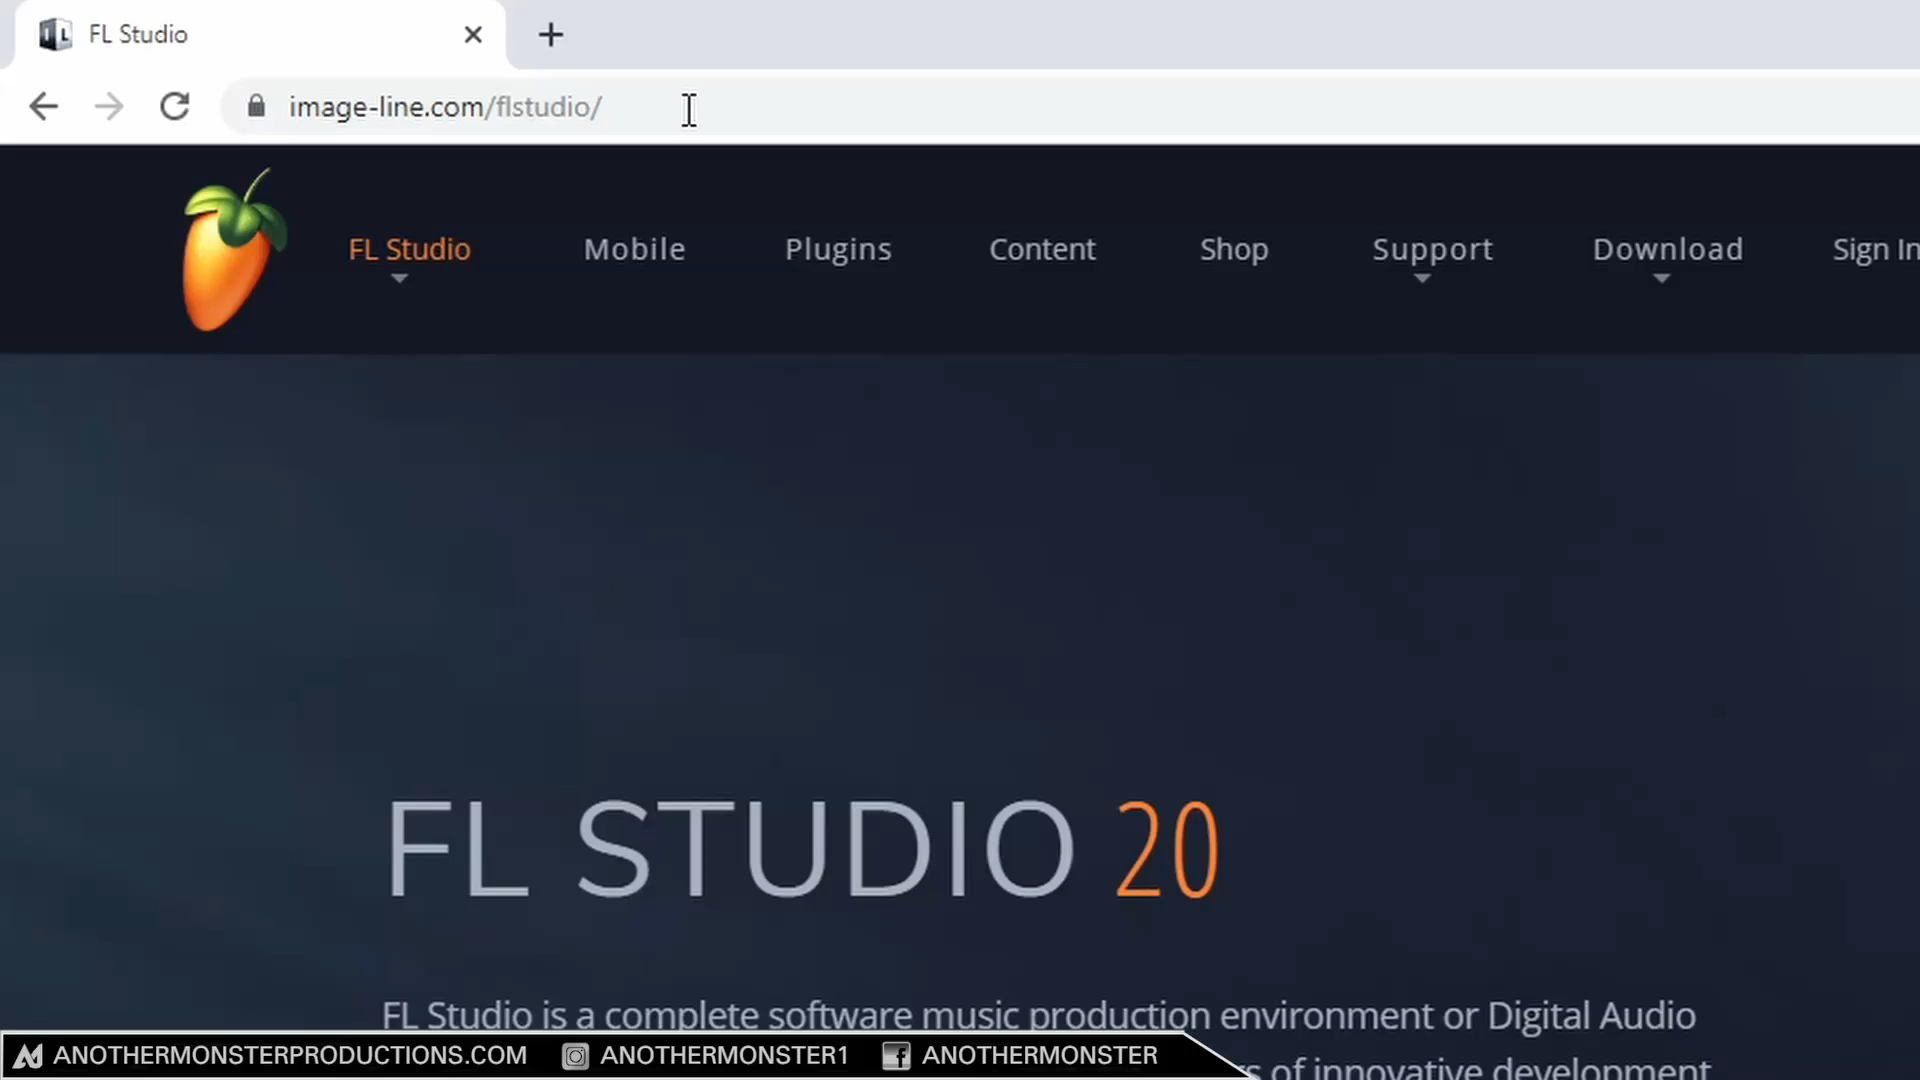 FL Studio
image-line.com/flstudio/
FL Studio Mobile Plugins Content Shop Support Download Sign In
FL STUDIO 20
FL Studio is a complete software music production environment or Digital Audio
s of innovative development
ANOTHERMONSTERPRODUCTIONS.COM ANOTHERMONSTER1 ANOTHERMONSTER